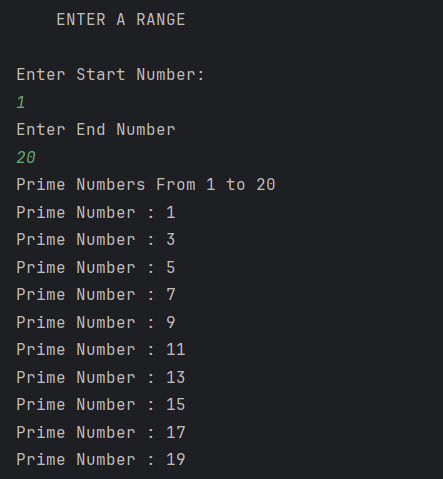 ENTER A RANGE
Enter Start Number:
1
Enter End Number
20
Prime Numbers From 1 to 20
Prime Number : 1
Prime Number : 3
Prime Number : 5
Prime Number : 7
Prime Number : 9
Prime Number : 11
Prime Number : 13
Prime Number : 15
Prime Number : 17
Prime Number : 19